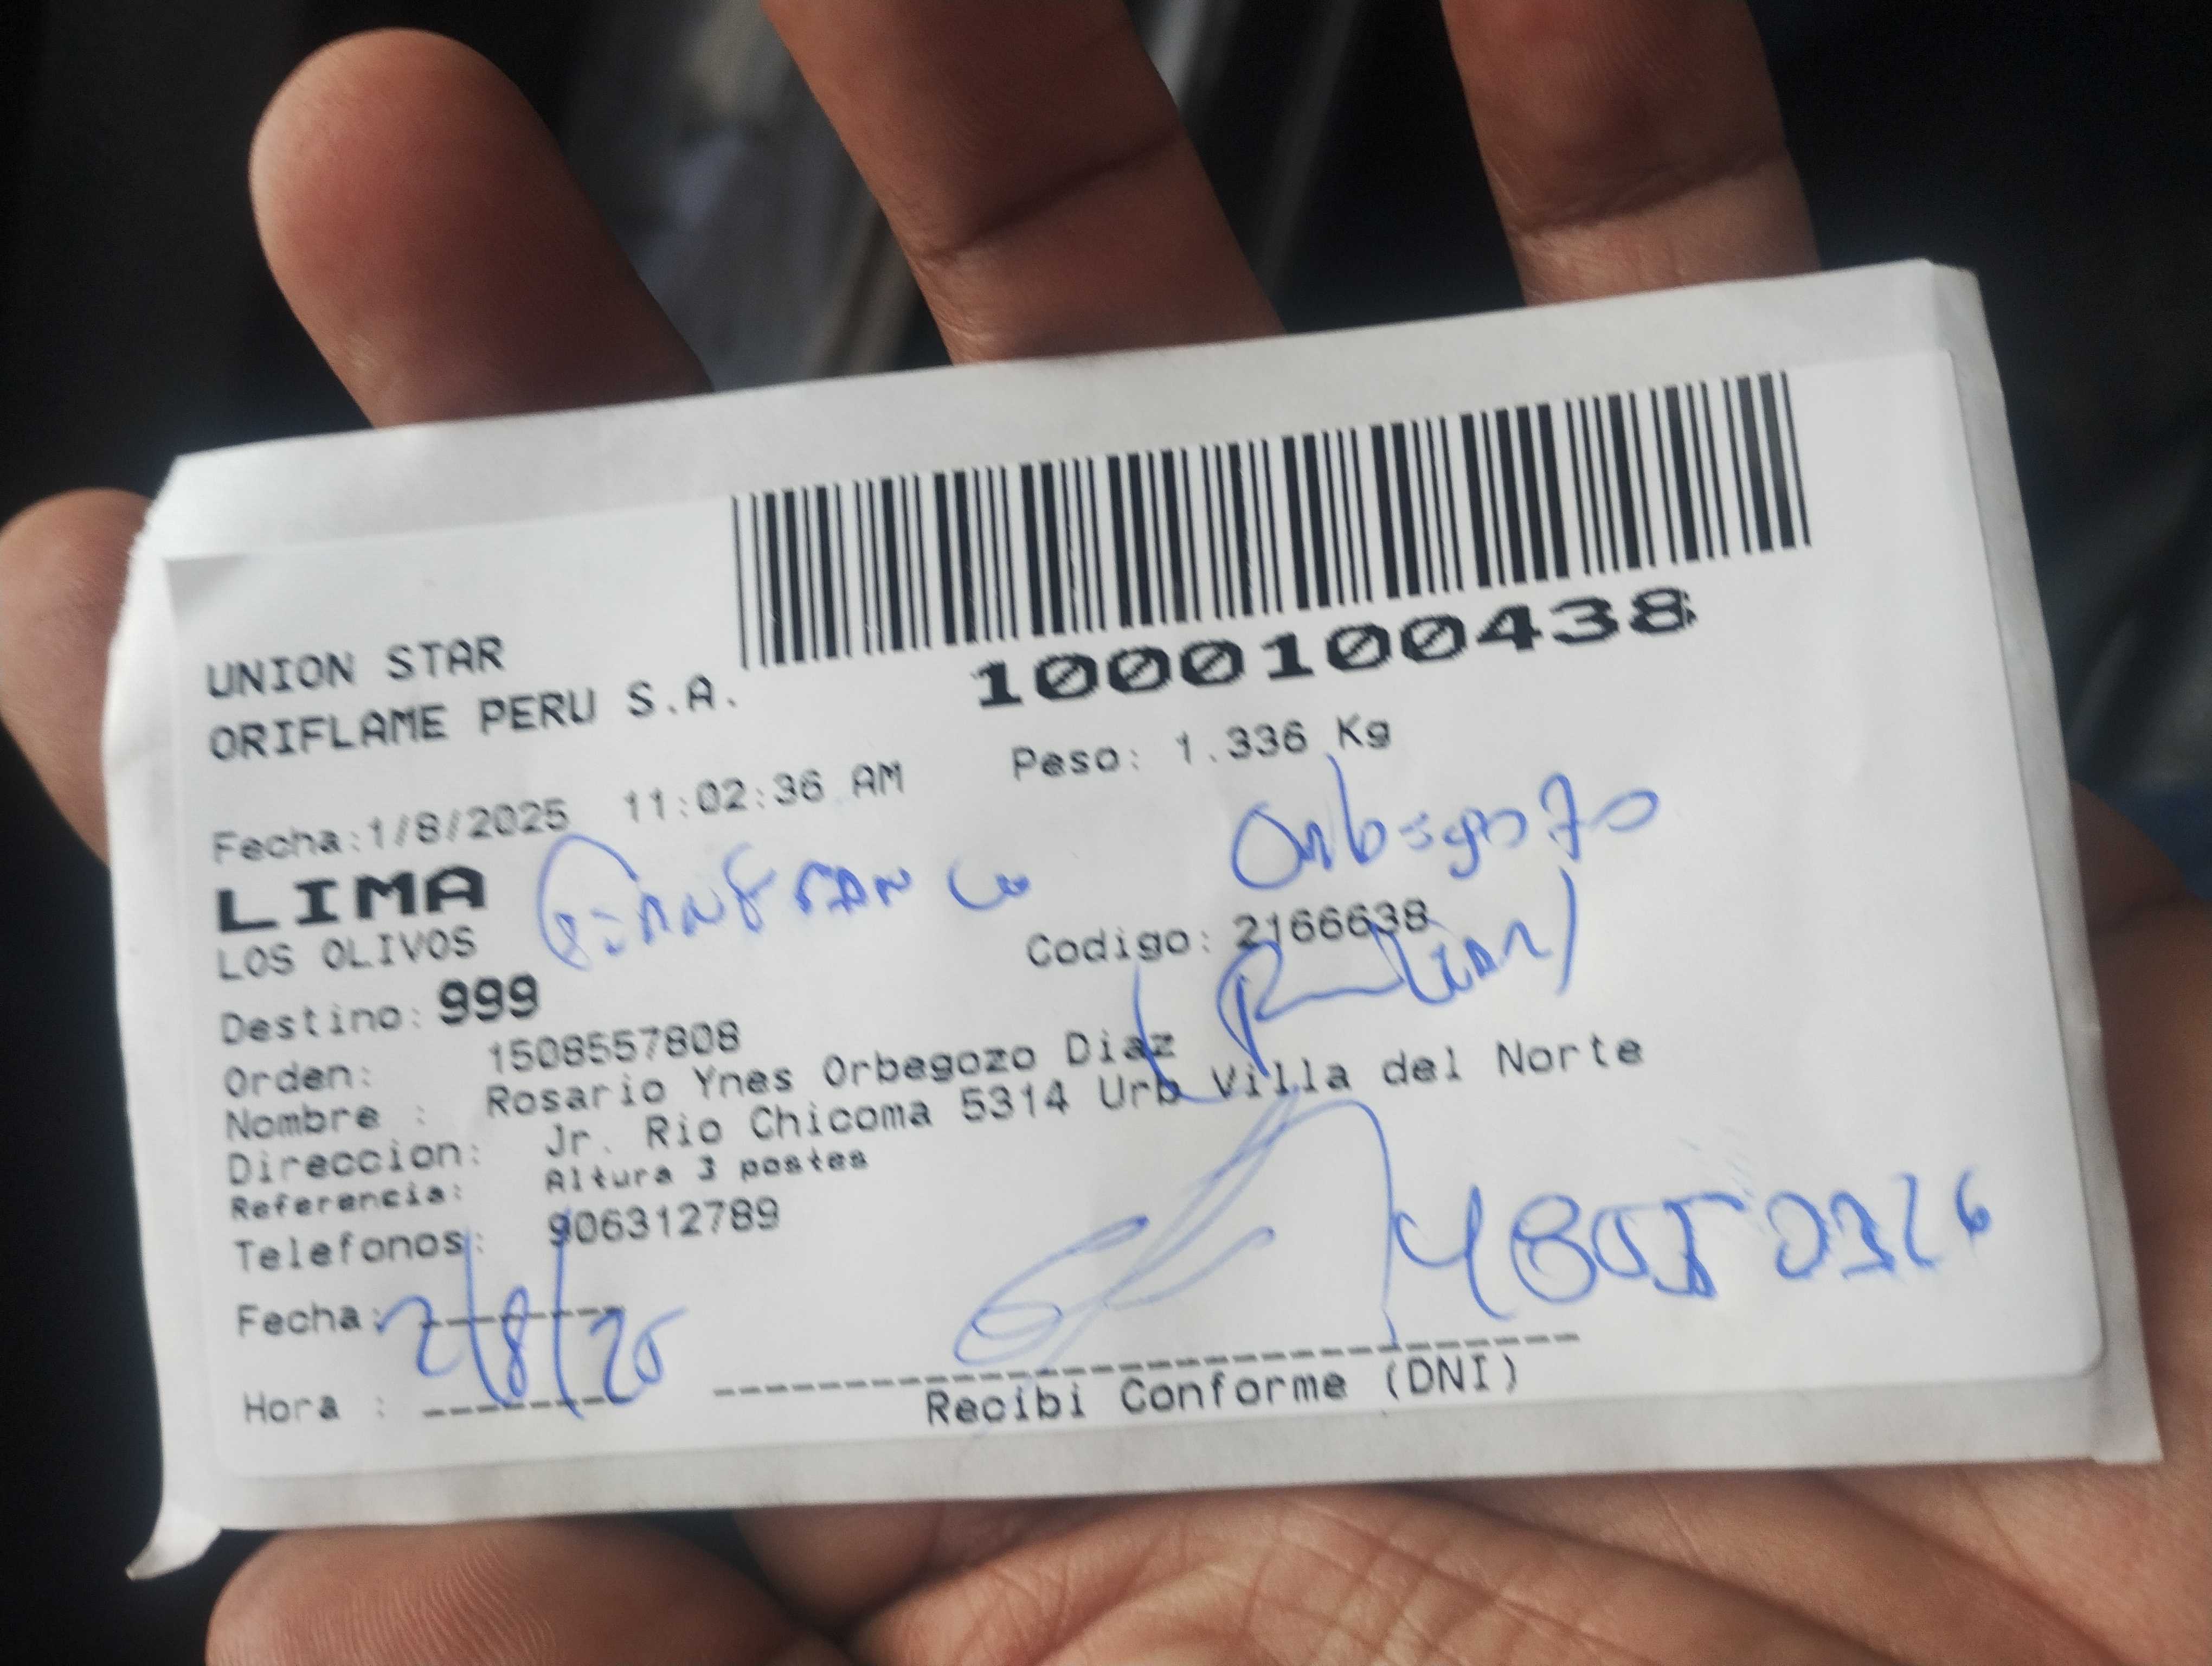 1000100438
UNION STAR
ORIFLAME PERU S.A.
Fecha:1/8/2025 11:02:36 AM Peso: 1.336 Kg
LIMA Gianfranco Orbegozo
LOS OLIVOS Codigo: 2166638
Destino: 999
Orden: 1508557808
Nombre : Rosario Ynes Orbegozo Diaz
Direccion: Jr. Rio Chicoma 5314 Urb Villa del Norte
Referencia: Altura 3 postes
Telefonos: 906312789
Fecha: 2/8/25
Hora :
Recibi Conforme (DNI)